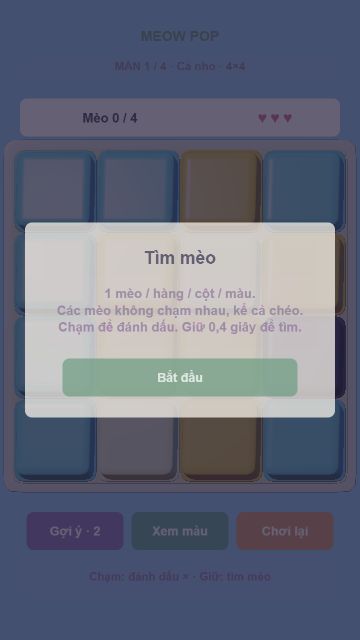 MEOW POP
MÀN 1 / 4 · Cà nho · 4×4
Mèo 0 / 4
♥ ♥ ♥
Tìm mèo
1 mèo / hàng / cột / màu.
Các mèo không chạm nhau, kể cả chéo.
Chạm để đánh dấu. Giữ 0,4 giây để tìm.
Bắt đầu
Gợi ý · 2
Xem màu
Chơi lại
Chạm: đánh dấu × · Giữ: tìm mèo